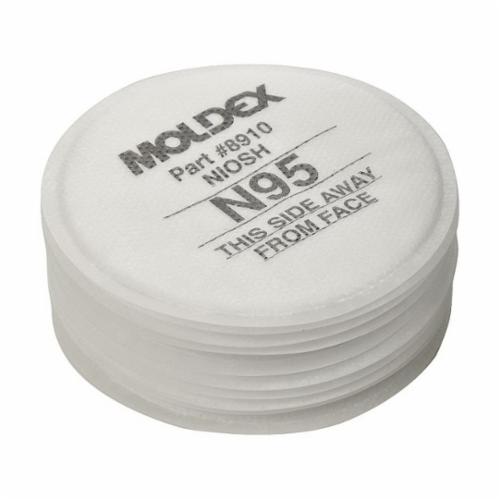 MOLDEX
Part #8910
NIOSH
N95
THIS SIDE AWAY
FROM FACE